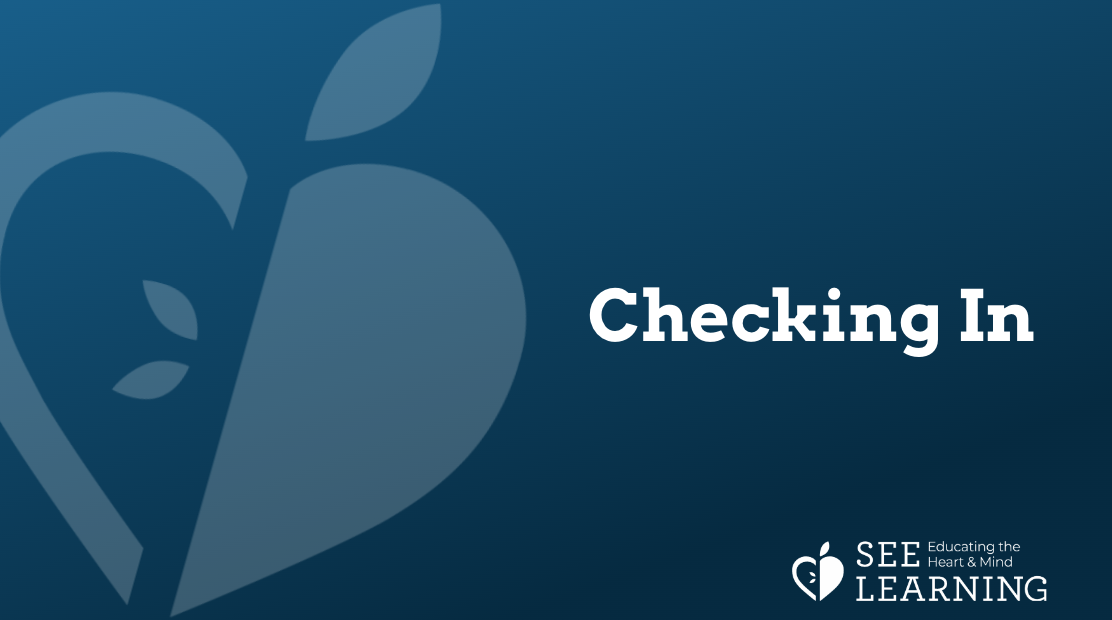 Checking In
SEE Educating the
Heart & Mind
LEARNING